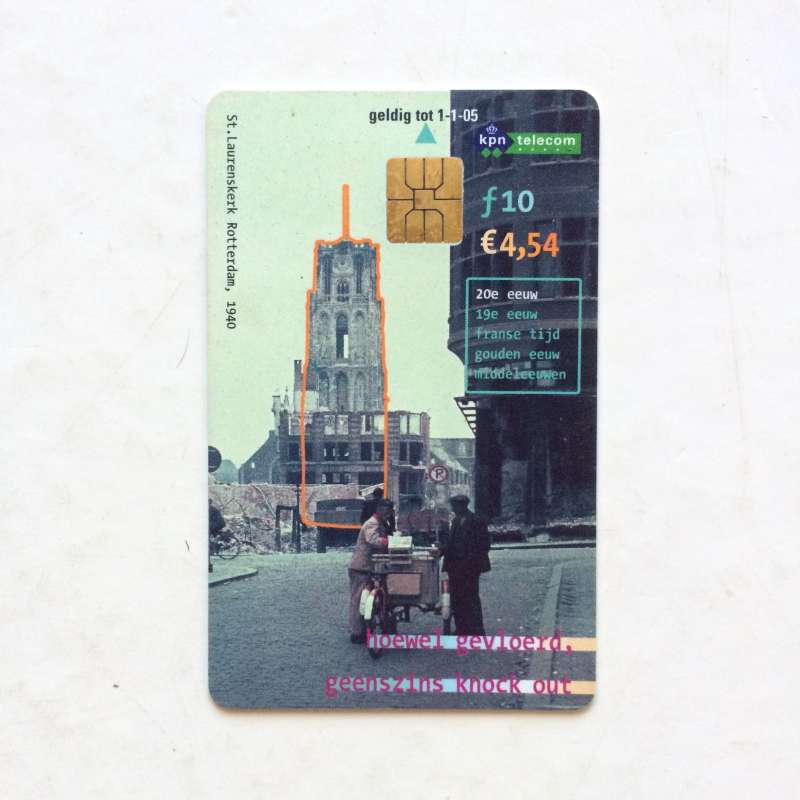 geldig tot 1-1-05
St.Laurenskerk Rotterdam, 1940
kpn telecom
ƒ10
€4,54
20e eeuw
19e eeuw
franse tijd
gouden eeuw
middeleeuwen
hoewel gevloerd,
geenszins knock out